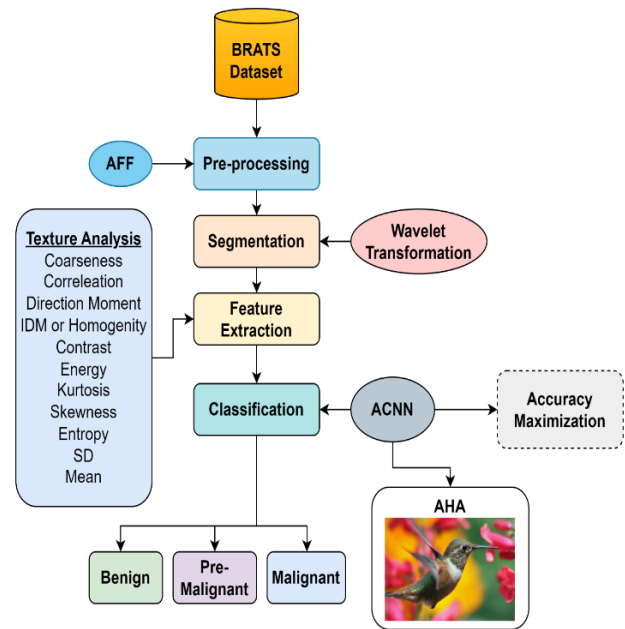 BRATS
Dataset
AFF
Pre-processing
Texture Analysis
Coarseness
Correleation
Direction Moment
IDM or Homogenity
Contrast
Energy
Kurtosis
Skewness
Entropy
SD
Mean
Segmentation
Wavelet
Transformation
Feature
Extraction
Classification
ACNN
Accuracy
Maximization
AHA
Benign
Pre-
Malignant
Malignant